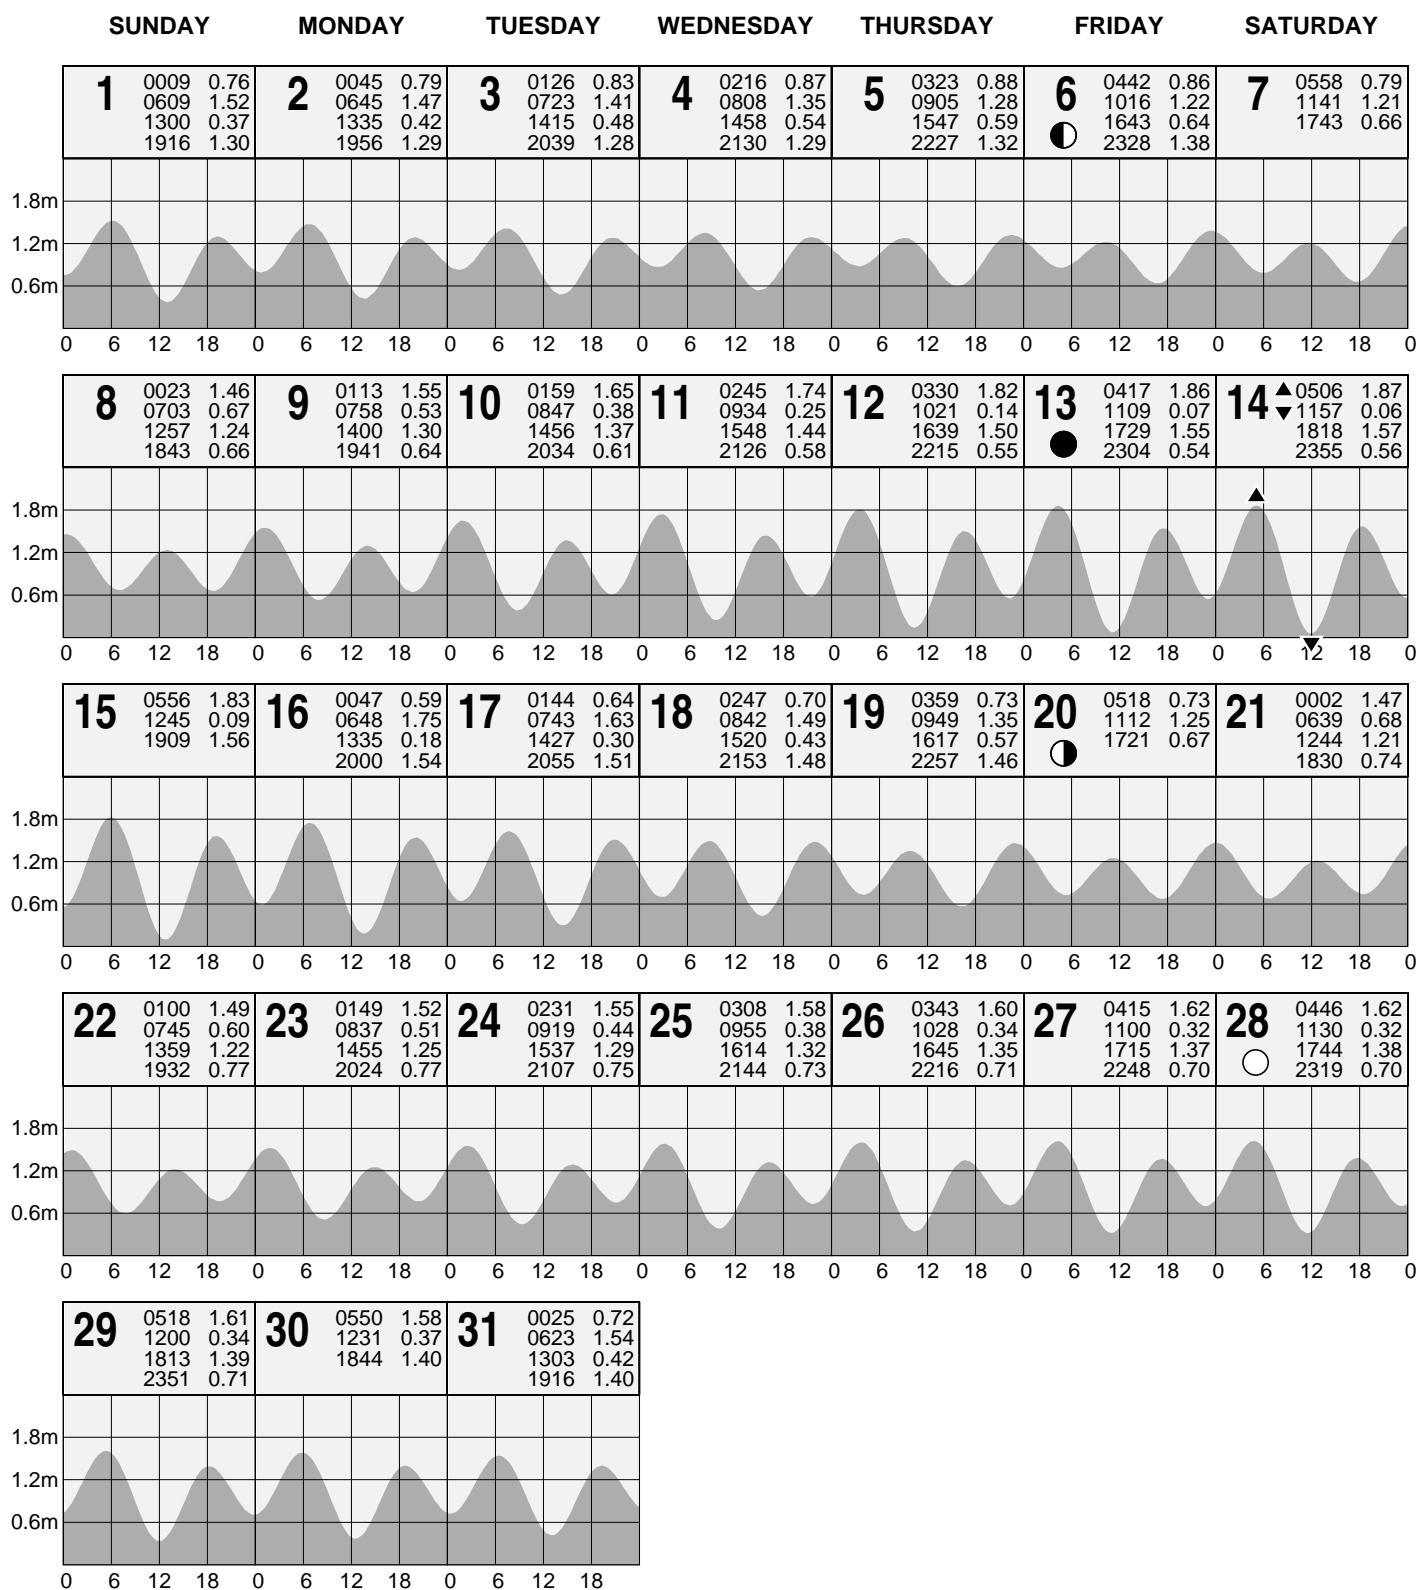 SUNDAY MONDAY TUESDAY WEDNESDAY THURSDAY FRIDAY SATURDAY
1 0009 0.76 2 0045 0.79 3 0126 0.83 4 0216 0.87 5 0323 0.88 6 0442 0.86 7 0558 0.79
0609 1.52 0645 1.47 0723 1.41 0808 1.35 0905 1.28 1016 1.22 1141 1.21
1300 0.37 1335 0.42 1415 0.48 1458 0.54 1547 0.59 1643 0.64 1743 0.66
1916 1.30 1956 1.29 2039 1.28 2130 1.29 2227 1.32 2328 1.38
1.8m
1.2m
0.6m
0 6 12 18 0 6 12 18 0 6 12 18 0 6 12 18 0 6 12 18 0 6 12 18 0 6 12 18 0
8 0023 1.46 9 0113 1.55 10 0159 1.65 11 0245 1.74 12 0330 1.82 13 0417 1.86 14 0506 1.87
0703 0.67 0758 0.53 0847 0.38 0934 0.25 1021 0.14 1109 0.07 1157 0.06
1257 1.24 1400 1.30 1456 1.37 1548 1.44 1639 1.50 1729 1.55 1818 1.57
1843 0.66 1941 0.64 2034 0.61 2126 0.58 2215 0.55 2304 0.54 2355 0.56
1.8m
1.2m
0.6m
0 6 12 18 0 6 12 18 0 6 12 18 0 6 12 18 0 6 12 18 0 6 12 18 0 6 12 18 0
15 0556 1.83 16 0047 0.59 17 0144 0.64 18 0247 0.70 19 0359 0.73 20 0518 0.73 21 0002 1.47
1245 0.09 0648 1.75 0743 1.63 0842 1.49 0949 1.35 1112 1.25 0639 0.68
1909 1.56 1335 0.18 1427 0.30 1520 0.43 1617 0.57 1721 0.67 1244 1.21
2000 1.54 2055 1.51 2153 1.48 2257 1.46 1830 0.74
1.8m
1.2m
0.6m
0 6 12 18 0 6 12 18 0 6 12 18 0 6 12 18 0 6 12 18 0 6 12 18 0 6 12 18 0
22 0100 1.49 23 0149 1.52 24 0231 1.55 25 0308 1.58 26 0343 1.60 27 0415 1.62 28 0446 1.62
0745 0.60 0837 0.51 0919 0.44 0955 0.38 1028 0.34 1100 0.32 1130 0.32
1359 1.22 1455 1.25 1537 1.29 1614 1.32 1645 1.35 1715 1.37 1744 1.38
1932 0.77 2024 0.77 2107 0.75 2144 0.73 2216 0.71 2248 0.70 2319 0.70
1.8m
1.2m
0.6m
0 6 12 18 0 6 12 18 0 6 12 18 0 6 12 18 0 6 12 18 0 6 12 18 0 6 12 18 0
29 0518 1.61 30 0550 1.58 31 0025 0.72
1200 0.34 1231 0.37 0623 1.54
1813 1.39 1844 1.40 1303 0.42
2351 0.71 1916 1.40
1.8m
1.2m
0.6m
0 6 12 18 0 6 12 18 0 6 12 18